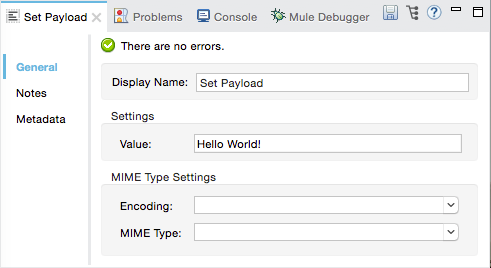 Set Payload Problems Console Mule Debugger
There are no errors.
General
Display Name: Set Payload
Notes
Settings
Metadata
Value: Hello World!
MIME Type Settings
Encoding:
MIME Type: